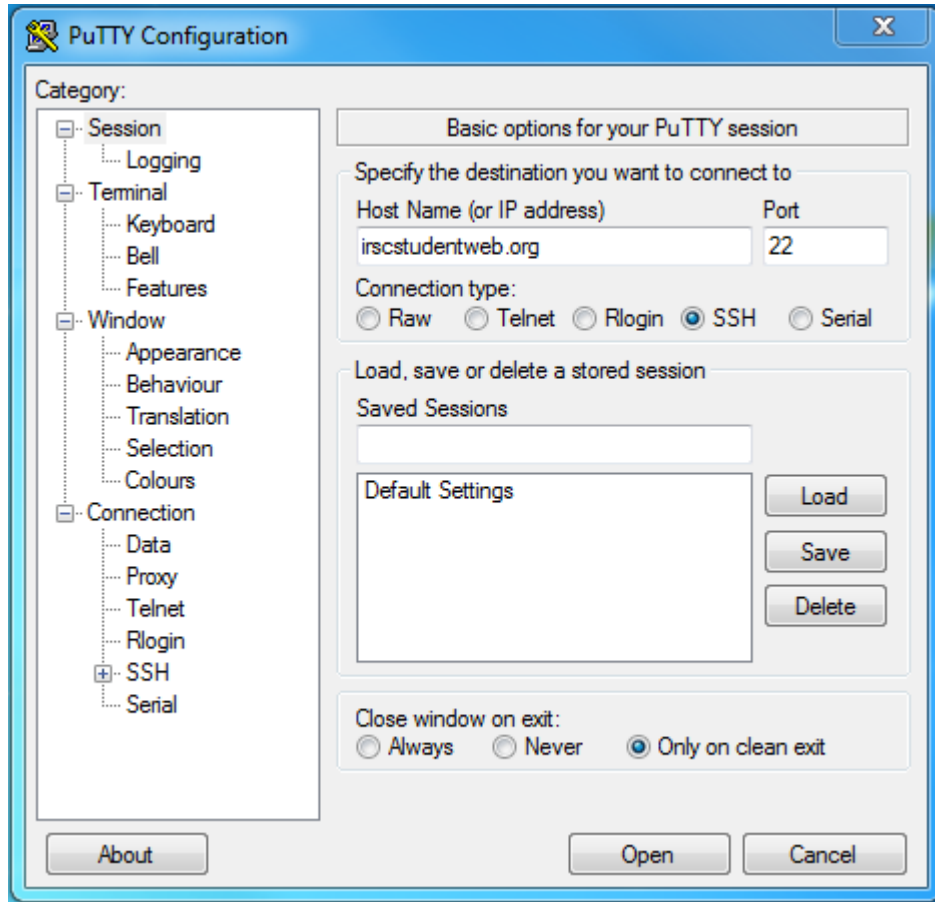 PuTTY Configuration
Category:
Session
Logging
Terminal
Keyboard
Bell
Features
Window
Appearance
Behaviour
Translation
Selection
Colours
Connection
Data
Proxy
Telnet
Rlogin
SSH
Serial
Basic options for your PuTTY session
Specify the destination you want to connect to
Host Name (or IP address) Port
irscstudentweb.org 22
Connection type:
Raw Telnet Rlogin SSH Serial
Load, save or delete a stored session
Saved Sessions
Default Settings
Load
Save
Delete
Close window on exit:
Always Never Only on clean exit
About Open Cancel